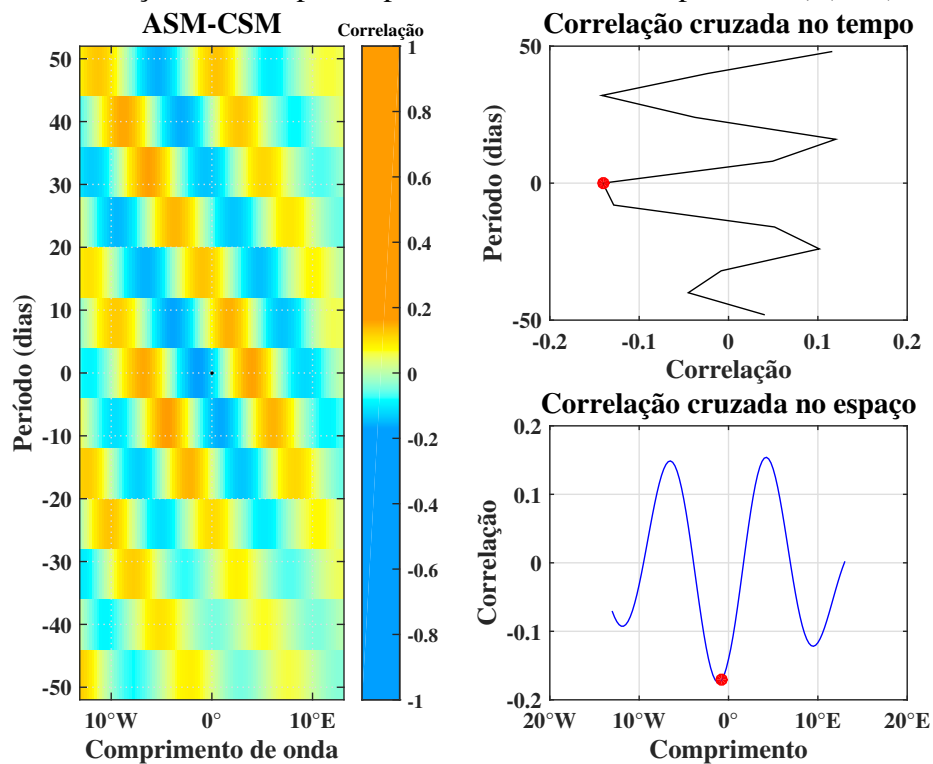 ASM-CSM
Correlação
Período (dias)
50
40
30
20
10
0
-10
-20
-30
-40
-50
10°W 0° 10°E
Comprimento de onda
1
0.8
0.6
0.4
0.2
0
-0.2
-0.4
-0.6
-0.8
-1
Correlação cruzada no tempo
Período (dias)
50
0
-50
-0.2 -0.1 0 0.1 0.2
Correlação
Correlação cruzada no espaço
Correlação
0.2
0.1
0
-0.1
-0.2
20°W 10°W 0° 10°E 20°E
Comprimento